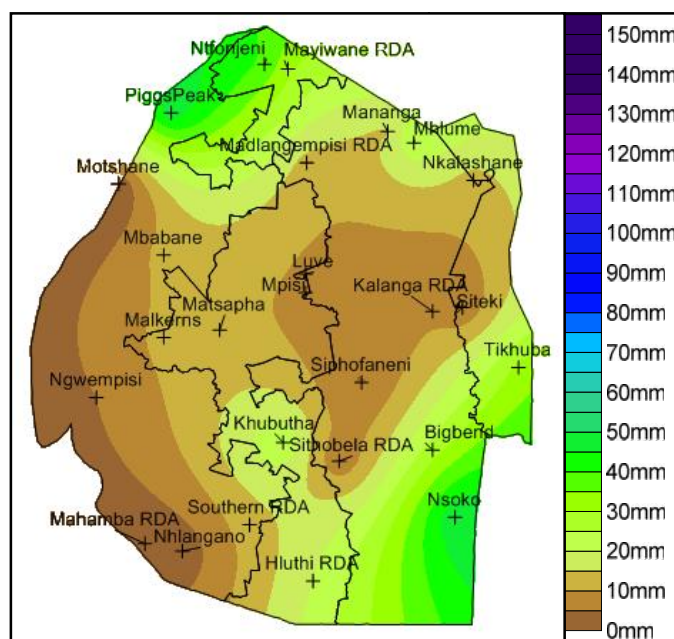 Ntfonjeni
Mayiwane RDA
PiggsPeak
Mananga
Mhlume
Madlangempisi RDA
Nkalashane
Motshane
Mbabane
Luve
Mpisi
Kalanga RDA
Siteki
Matsapha
Malkerns
Tikhuba
Siphofaneni
Ngwempisi
Khubutha
Bigbend
Sithobela RDA
Nsoko
Southern RDA
Mahamba RDA
Nhlangano
Hluthi RDA
150mm
140mm
130mm
120mm
110mm
100mm
90mm
80mm
70mm
60mm
50mm
40mm
30mm
20mm
10mm
0mm